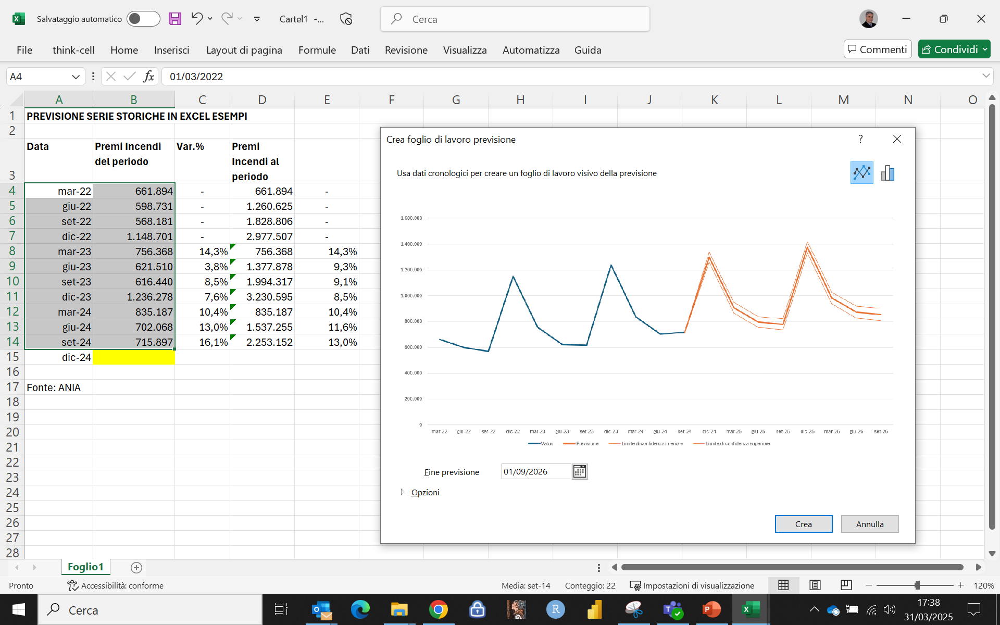 Salvataggio automatico
Cartel1 -...
Cerca
File think-cell Home Inserisci Layout di pagina Formule Dati Revisione Visualizza Automatizza Guida
Commenti Condividi
A4 fx 01/03/2022
A B C D E F G H I J K L M N O
1 PREVISIONE SERIE STORICHE IN EXCEL ESEMPI
2
3 Data Premi Incendi del periodo Var.% Premi Incendi al periodo
4 mar-22 661.894 - 661.894 -
5 giu-22 598.731 - 1.260.625 -
6 set-22 568.181 - 1.828.806 -
7 dic-22 1.148.701 - 2.977.507 -
8 mar-23 756.368 14,3% 756.368 14,3%
9 giu-23 621.510 3,8% 1.377.878 9,3%
10 set-23 616.440 8,5% 1.994.317 9,1%
11 dic-23 1.236.278 7,6% 3.230.595 8,5%
12 mar-24 835.187 10,4% 835.187 10,4%
13 giu-24 702.068 13,0% 1.537.255 11,6%
14 set-24 715.897 16,1% 2.253.152 13,0%
15 dic-24
16
17 Fonte: ANIA
18
19
20
21
22
23
24
25
26
27
28
Crea foglio di lavoro previsione ?
Usa dati cronologici per creare un foglio di lavoro visivo della previsione
1.600.000
1.400.000
1.200.000
1.000.000
800.000
600.000
400.000
200.000
0
mar-22 giu-22 set-22 dic-22 mar-23 giu-23 set-23 dic-23 mar-24 giu-24 set-24 dic-24 mar-25 giu-25 set-25 dic-25 mar-26 giu-26 set-26
Valori Previsione Limite di confidenza inferiore Limite di confidenza superiore
Fine previsione 01/09/2026
Opzioni
Crea Annulla
Foglio1
Pronto Accessibilità: conforme Media: set-14 Conteggio: 22 Impostazioni di visualizzazione 120%
Cerca
17:38
31/03/2025